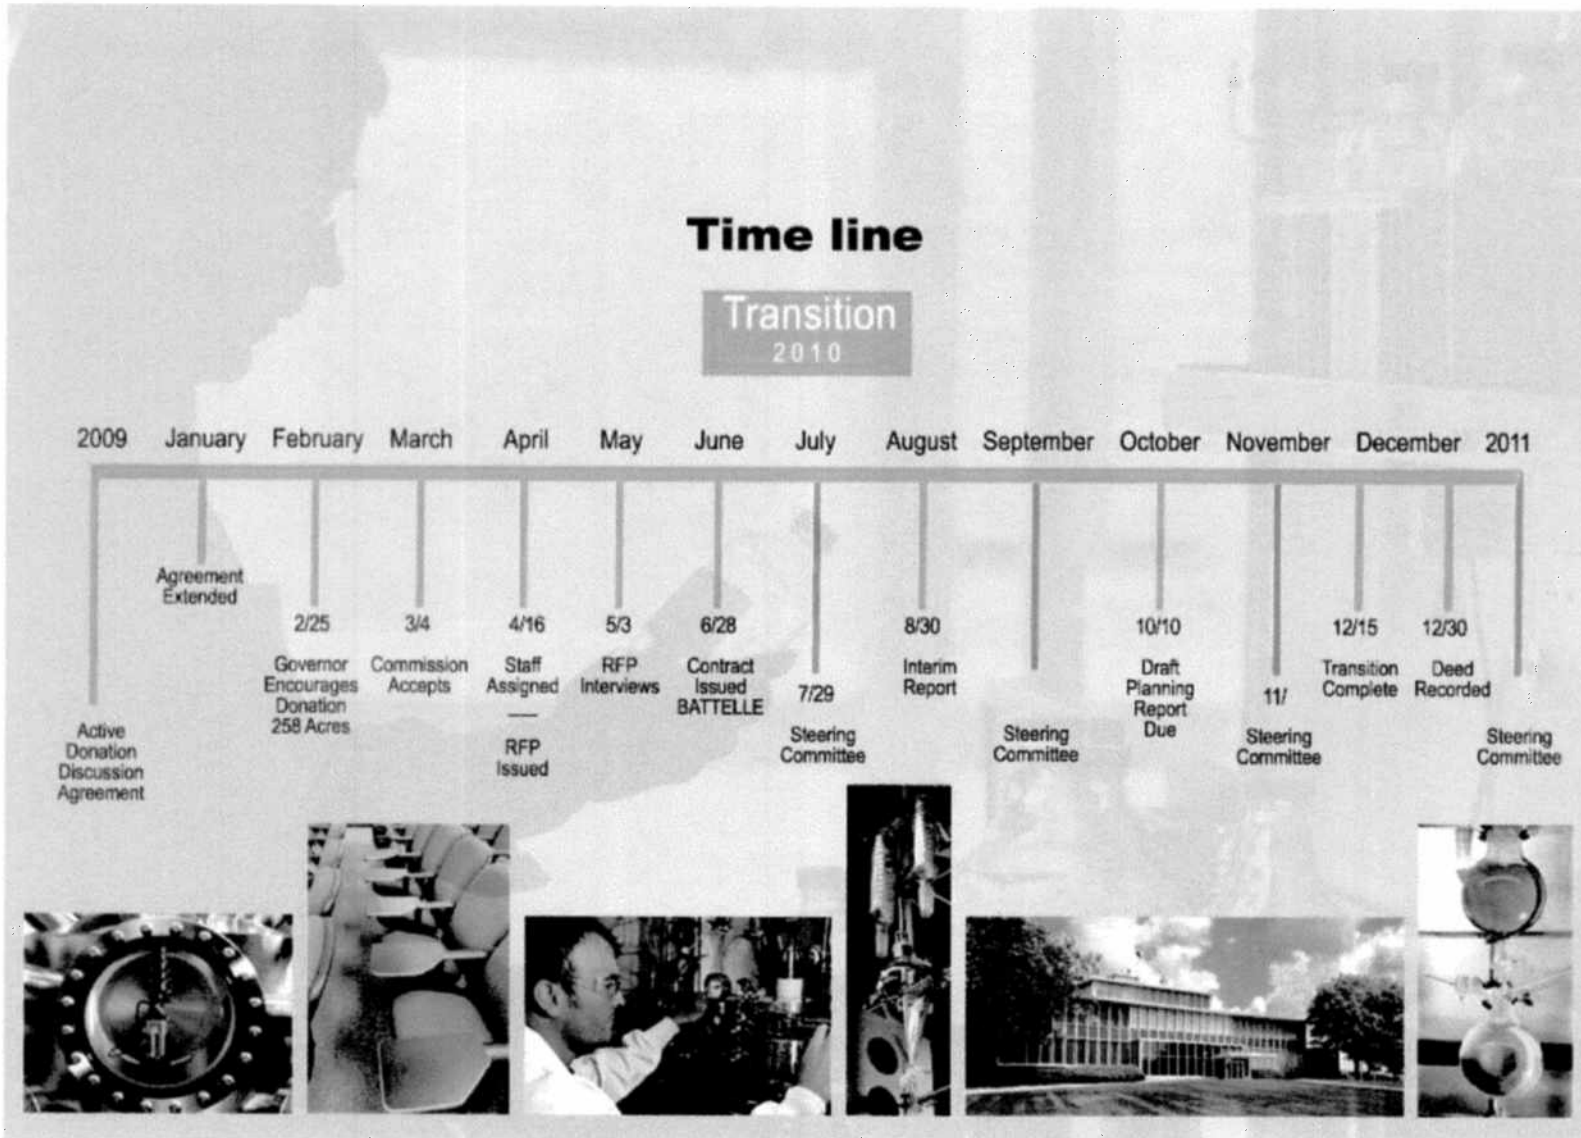 Time line
Transition
2010
2009 January February March April May June July August September October November December 2011
Agreement
Extended
2/25
Governor
Encourages
Donation
258 Acres
3/4
Commission
Accepts
4/16
Staff
Assigned
RFP
Issued
5/3
RFP
Interviews
6/28
Contract
Issued
BATTELLE
7/29
Steering
Committee
8/30
Interim
Report
Steering
Committee
10/10
Draft
Planning
Report
Due
11/
Steering
Committee
12/15
Transition
Complete
12/30
Deed
Recorded
Steering
Committee
Active
Donation
Discussion
Agreement